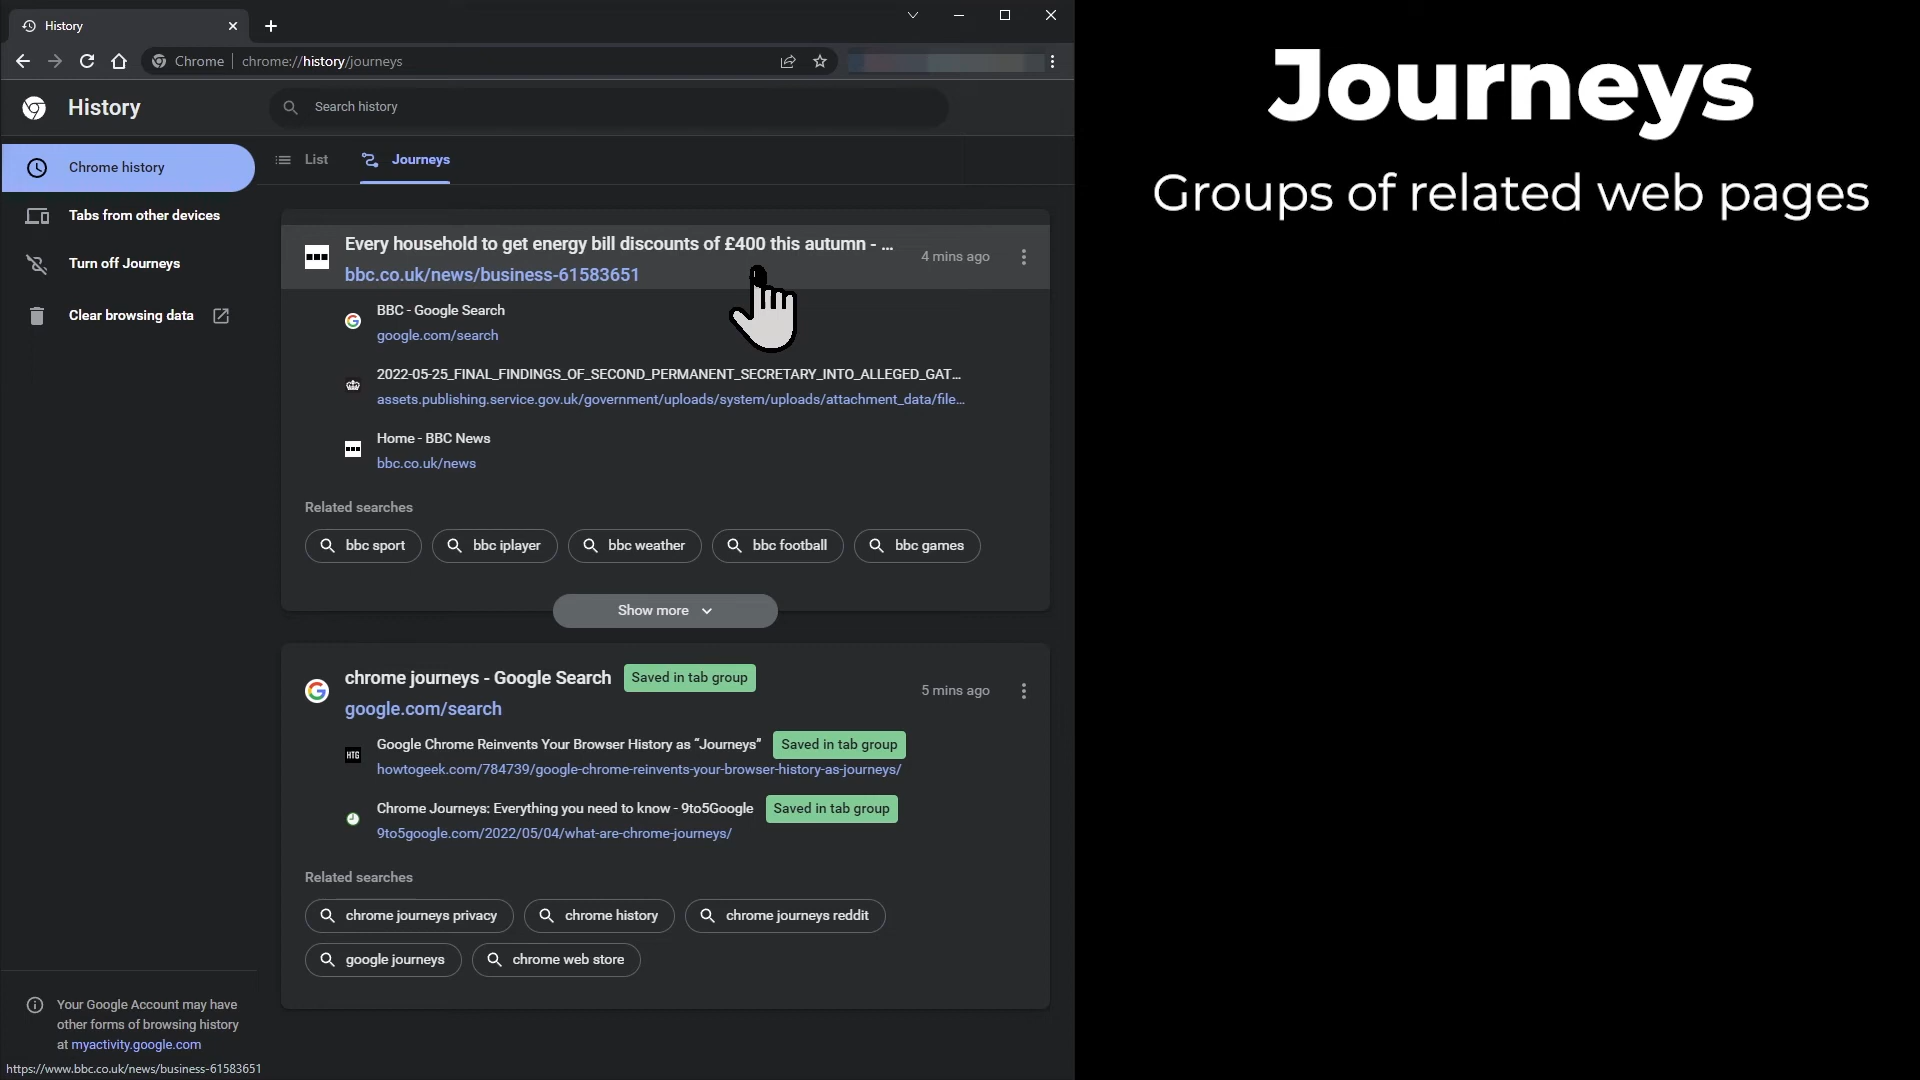 History
Chrome
chrome://history/journeys
History
Search history
Chrome history
Tabs from other devices
Turn off Journeys
Clear browsing data
List
Journeys
Every household to get energy bill discounts of £400 this autumn - ...
4 mins ago
bbc.co.uk/news/business-61583651
BBC - Google Search
google.com/search
2022-05-25_FINAL_FINDINGS_OF_SECOND_PERMANENT_SECRETARY_INTO_ALLEGED_GAT...
assets.publishing.service.gov.uk/government/uploads/system/uploads/attachment_data/file...
Home - BBC News
bbc.co.uk/news
Related searches
bbc sport
bbc iplayer
bbc weather
bbc football
bbc games
Show more
chrome journeys - Google Search
Saved in tab group
5 mins ago
google.com/search
HTG
Google Chrome Reinvents Your Browser History as “Journeys”
Saved in tab group
howtogeek.com/784739/google-chrome-reinvents-your-browser-history-as-journeys/
Chrome Journeys: Everything you need to know - 9to5Google
Saved in tab group
9to5google.com/2022/05/04/what-are-chrome-journeys/
Related searches
chrome journeys privacy
chrome history
chrome journeys reddit
google journeys
chrome web store
Your Google Account may have
other forms of browsing history
at myactivity.google.com
https://www.bbc.co.uk/news/business-61583651
Journeys
Groups of related web pages